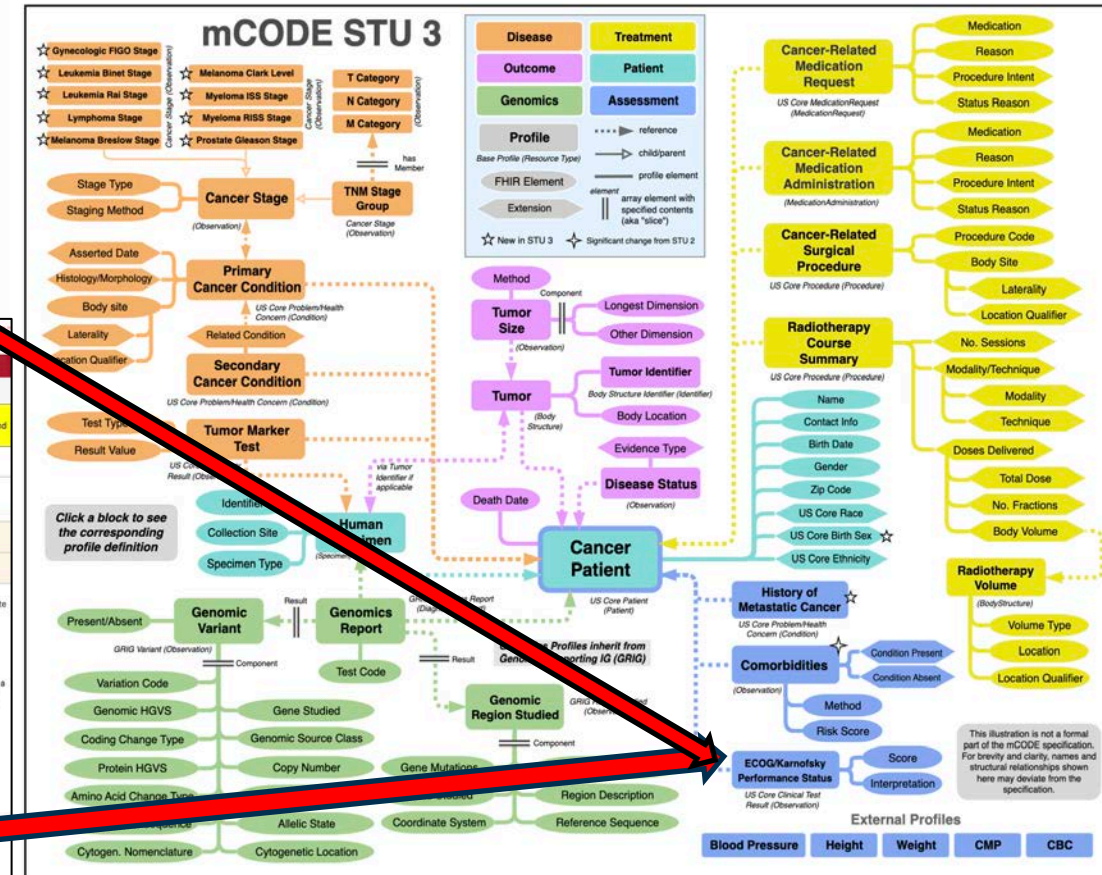 mCODE STU 3
Gynecologic FIGO Stage
Leukemia Binet Stage
Leukemia Rai Stage
Lymphoma Stage
Melanoma Breslow Stage
Cancer Stage (Observation)
Melanoma Clark Level
Myeloma ISS Stage
Myeloma RISS Stage
Prostate Gleason Stage
Cancer Stage
(Observation)
T Category
N Category
M Category
(Observation)
has
Member
Stage Type
Staging Method
Cancer Stage
(Observation)
TNM Stage
Group
Cancer Stage
(Observation)
Asserted Date
Histology/Morphology
Body site
Laterality
Qualifier
Primary
Cancer Condition
US Core Problem/Health
Concern (Condition)
Related Condition
Secondary
Cancer Condition
US Core Problem/Health Concern (Condition)
Test Type
Result Value
Tumor Marker
Test
US
Result
Click a block to see
the corresponding
profile definition
Collection Site
Specimen Type
Human
via Tumor
Identifier if
applicable
Disease
Treatment
Outcome
Patient
Genomics
Assessment
Profile
Base Profile (Resource Type)
FHIR Element
Extension
reference
child/parent
profile element
element
array element with
specified contents
(aka "slice")
New in STU 3
Significant change from STU 2
Method
Tumor
Size
(Observation)
Component
Longest Dimension
Other Dimension
Tumor
(Body
Structure)
Tumor Identifier
Body Structure Identifier (Identifier)
Body Location
Evidence Type
Disease Status
(Observation)
Death Date
Cancer
Patient
US Core Patient
(Patient)
Cancer-Related
Medication
Request
US Core MedicationRequest
(MedicationRequest)
Medication
Reason
Procedure Intent
Status Reason
Cancer-Related
Medication
Administration
(MedicationAdministration)
Medication
Reason
Procedure Intent
Status Reason
Cancer-Related
Surgical
Procedure
US Core Procedure (Procedure)
Procedure Code
Body Site
Laterality
Location Qualifier
Radiotherapy
Course
Summary
US Core Procedure (Procedure)
No. Sessions
Modality/Technique
Modality
Technique
Doses Delivered
Total Dose
No. Fractions
Body Volume
Name
Contact Info
Birth Date
Gender
Zip Code
US Core Race
US Core Birth Sex
US Core Ethnicity
Radiotherapy
Volume
(BodyStructure)
Volume Type
Location
Location Qualifier
History of
Metastatic Cancer
US Core Problem/Health
Concern (Condition)
Comorbidities
(Observation)
Condition Present
Condition Absent
Method
Risk Score
ECOG/Karnofsky
Performance Status
US Core Clinical Test
Result (Observation)
Score
Interpretation
This illustration is not a formal
part of the mCODE specification.
For brevity and clarity, names and
structural relationships shown
here may deviate from the
specification.
External Profiles
Blood Pressure
Height
Weight
CMP
CBC
Present/Absent
Genomic
Variant
GRIG Variant (Observation)
Result
Genomics
Report
Report
Test Code
Profiles inherit from
IG (GRIG)
Result
Component
Variation Code
Genomic HGVS
Coding Change Type
Protein HGVS
Amino Acid Change Type
Cytogen. Nomenclature
Gene Studied
Genomic Source Class
Copy Number
Allelic State
Cytogenetic Location
Genomic
Region Studied
Component
Gene Mutations
Coordinate System
Region Description
Reference Sequence